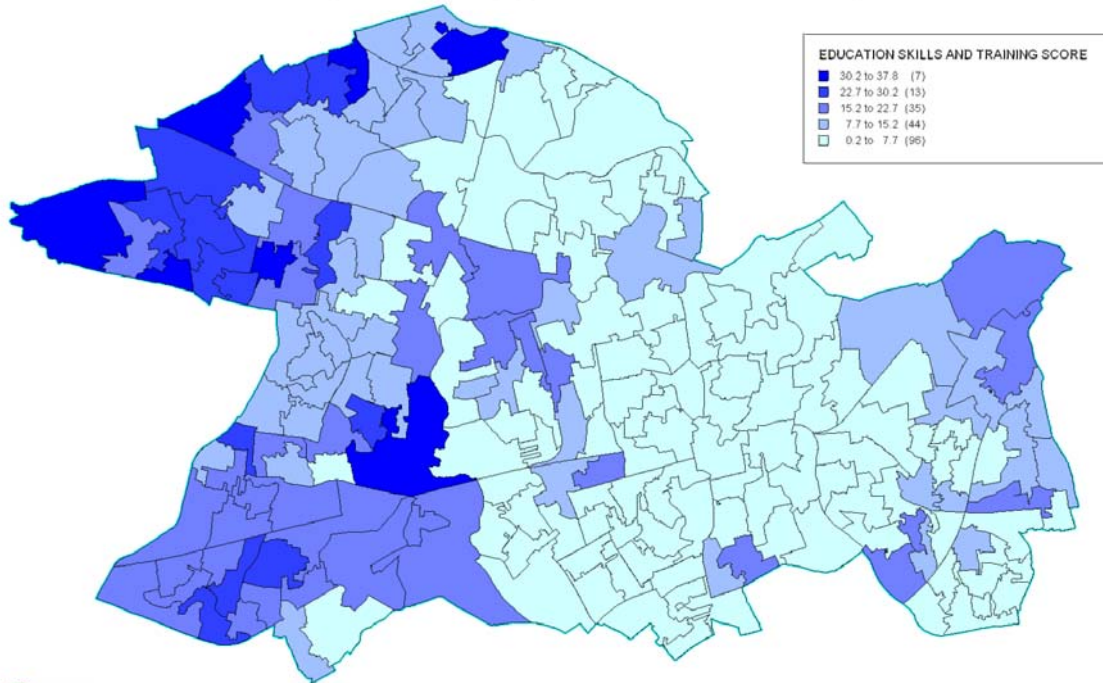 EDUCATION SKILLS AND TRAINING SCORE
30.2 to 37.8 (7)
22.7 to 30.2 (13)
15.2 to 22.7 (35)
7.7 to 15.2 (44)
0.2 to 7.7 (96)